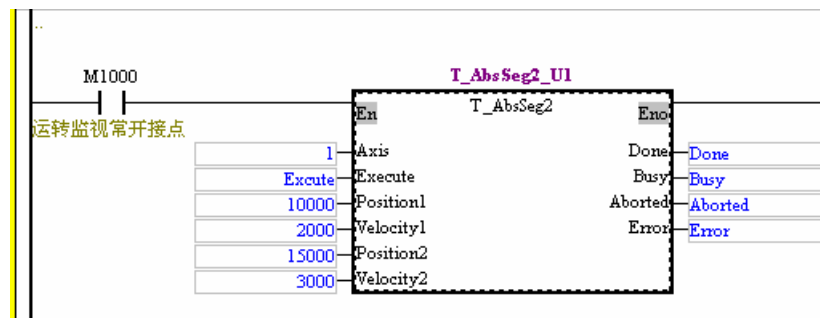 ..
M1000
T_AbsSeg2_U1
T_AbsSeg2
En
Eno
运转监视常开接点
1 Axis Done Done
Excute Execute Busy Busy
10000 Position1 Aborted Aborted
2000 Velocity1 Error Error
15000 Position2
3000 Velocity2